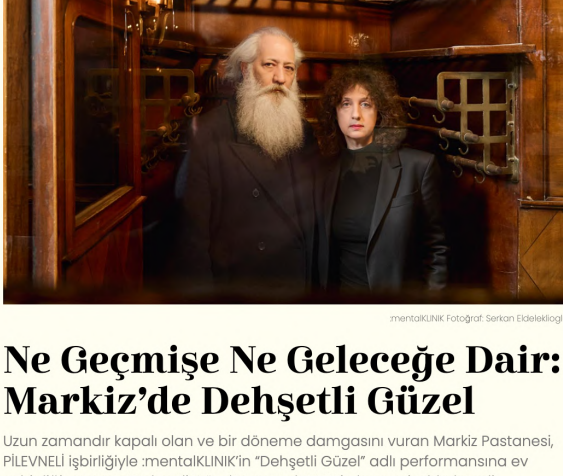 :mentalKLINIK Fotoğraf: Serkan Eldeleklioğl
Ne Geçmişe Ne Geleceğe Dair:
Markiz’de Dehşetli Güzel
Uzun zamandır kapalı olan ve bir döneme damgasını vuran Markiz Pastanesi,
PİLEVNELİ işbirliğiyle :mentalKLINIK’in “Dehşetli Güzel” adlı performansına ev